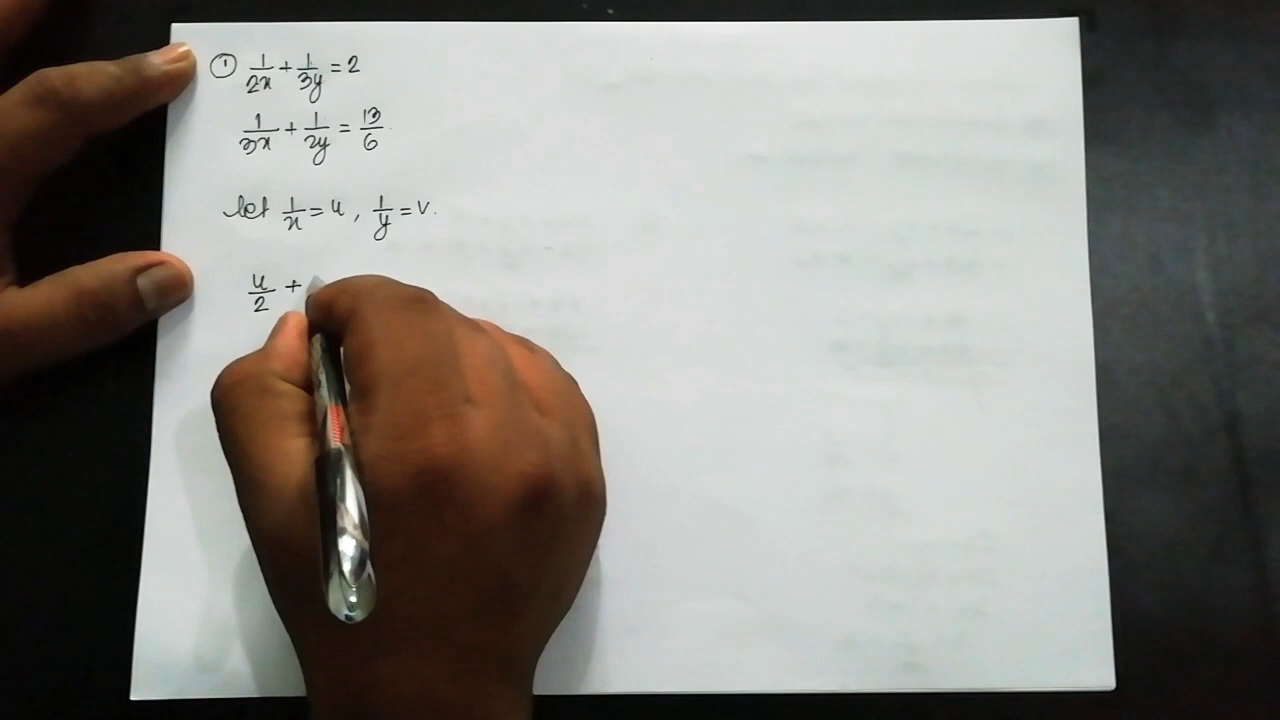 ① 1/2x + 1/3y = 2
1/3x + 1/2y = 13/6
let 1/x = u, 1/y = v.
u/2 +